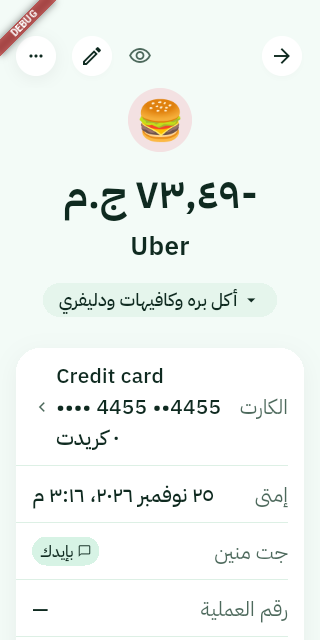 DEBUG
-٧٣,٤٩ ج.م
Uber
أكل بره وكافيهات ودليفري
الكارت
Credit card
•••• 4455 ••4455
· كريدت
إمتى
٢٥ نوفمبر ٢٠٢٦، ٣:١٦ م
جت منين
بإيدك
رقم العملية
—